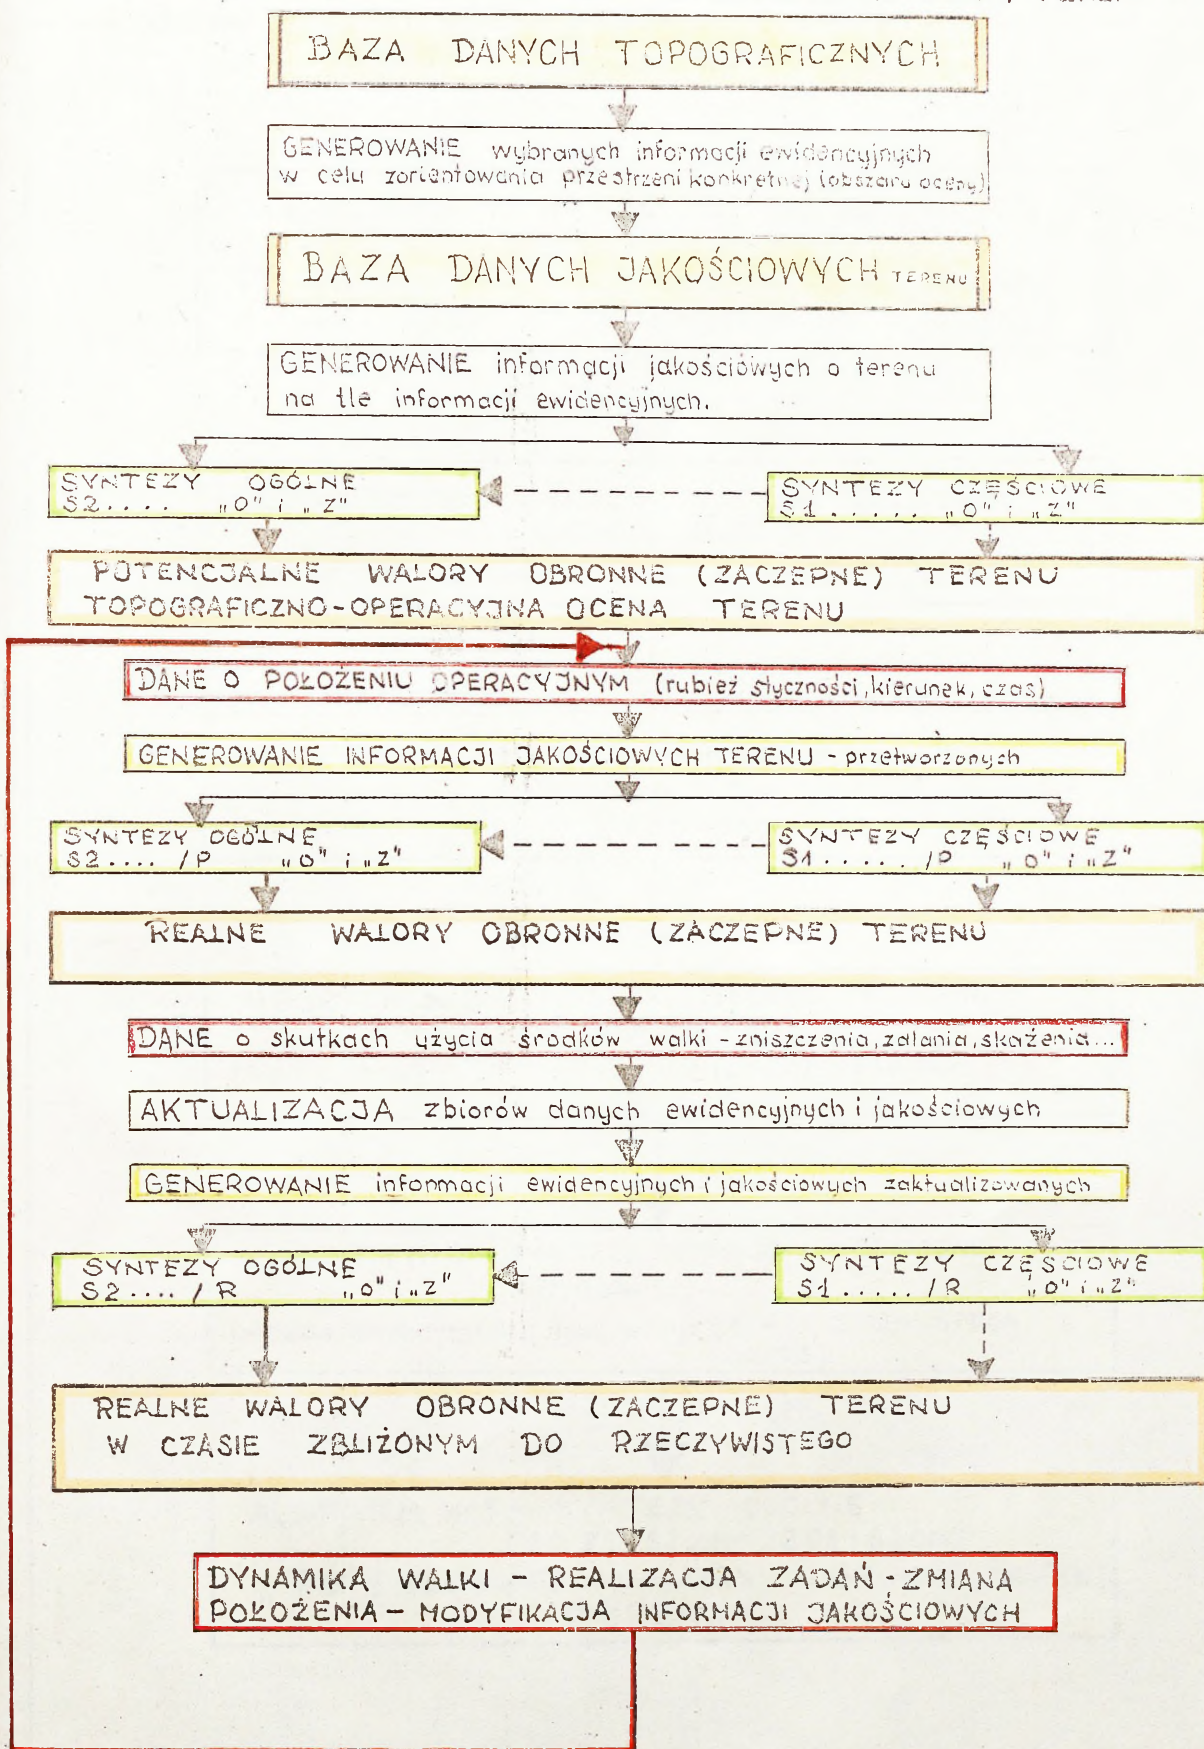 BAZA DANYCH TOPOGRAFICZNYCH
GENEROWANIE wybranych informacji ewidencyjnych
w celu zorientowania przestrzeni konkretnej (obszaru oceny)
BAZA DANYCH JAKOŚCIOWYCH TERENU
GENEROWANIE informacji jakościowych o terenu
na tle informacji ewidencyjnych.
SYNTEZY OGÓLNE
S2.... „O" i „Z"
SYNTEZY CZĘŚCIOWE
S1..... „O" i „Z"
POTENCJALNE WALORY OBRONNE (ZACZEPNE) TERENU
TOPOGRAFICZNO-OPERACYJNA OCENA TERENU
DANE O POŁOŻENIU OPERACYJNYM (rubież styczności, kierunek, czas)
GENEROWANIE INFORMACJI JAKOŚCIOWYCH TERENU - przetworzonych
SYNTEZY OGÓLNE
S2.... /P „O" i „Z"
SYNTEZY CZĘŚCIOWE
S1..... /P „O" i „Z"
REALNE WALORY OBRONNE (ZACZEPNE) TERENU
DANE o skutkach użycia środków walki - zniszczenia, zalania, skażenia...
AKTUALIZACJA zbiorów danych ewidencyjnych i jakościowych
GENEROWANIE informacji ewidencyjnych i jakościowych zaktualizowanych
SYNTEZY OGÓLNE
S2.... /R „O" i „Z"
SYNTEZY CZĘŚCIOWE
S1..... /R „O" i „Z"
REALNE WALORY OBRONNE (ZACZEPNE) TERENU
W CZASIE ZBLIŻONYM DO RZECZYWISTEGO
DYNAMIKA WALKI - REALIZACJA ZADAŃ - ZMIANA
POŁOŻENIA - MODYFIKACJA INFORMACJI JAKOŚCIOWYCH